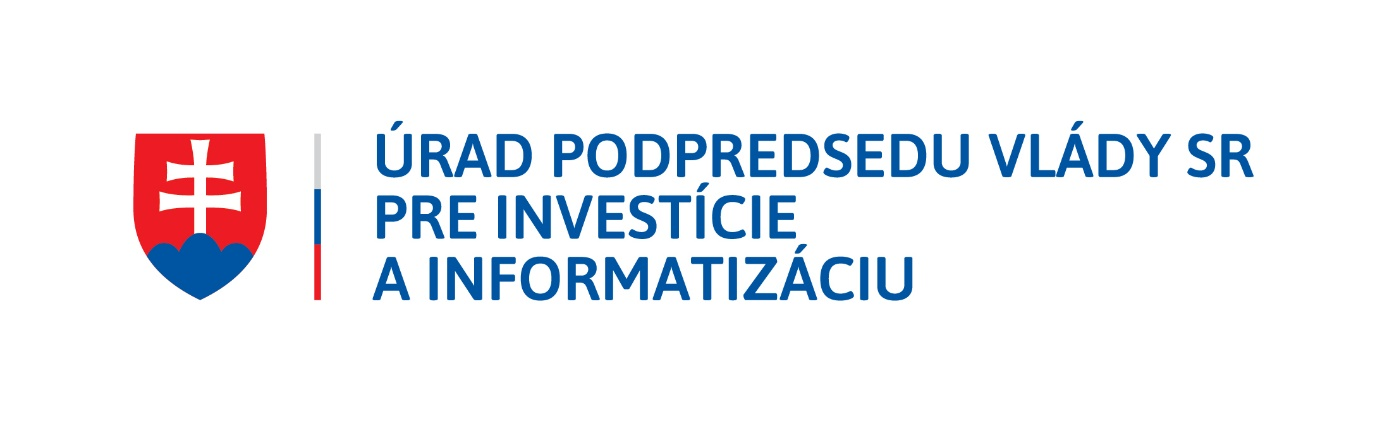 ÚRAD PODPREDSEDU VLÁDY SR
PRE INVESTÍCIE
A INFORMATIZÁCIU